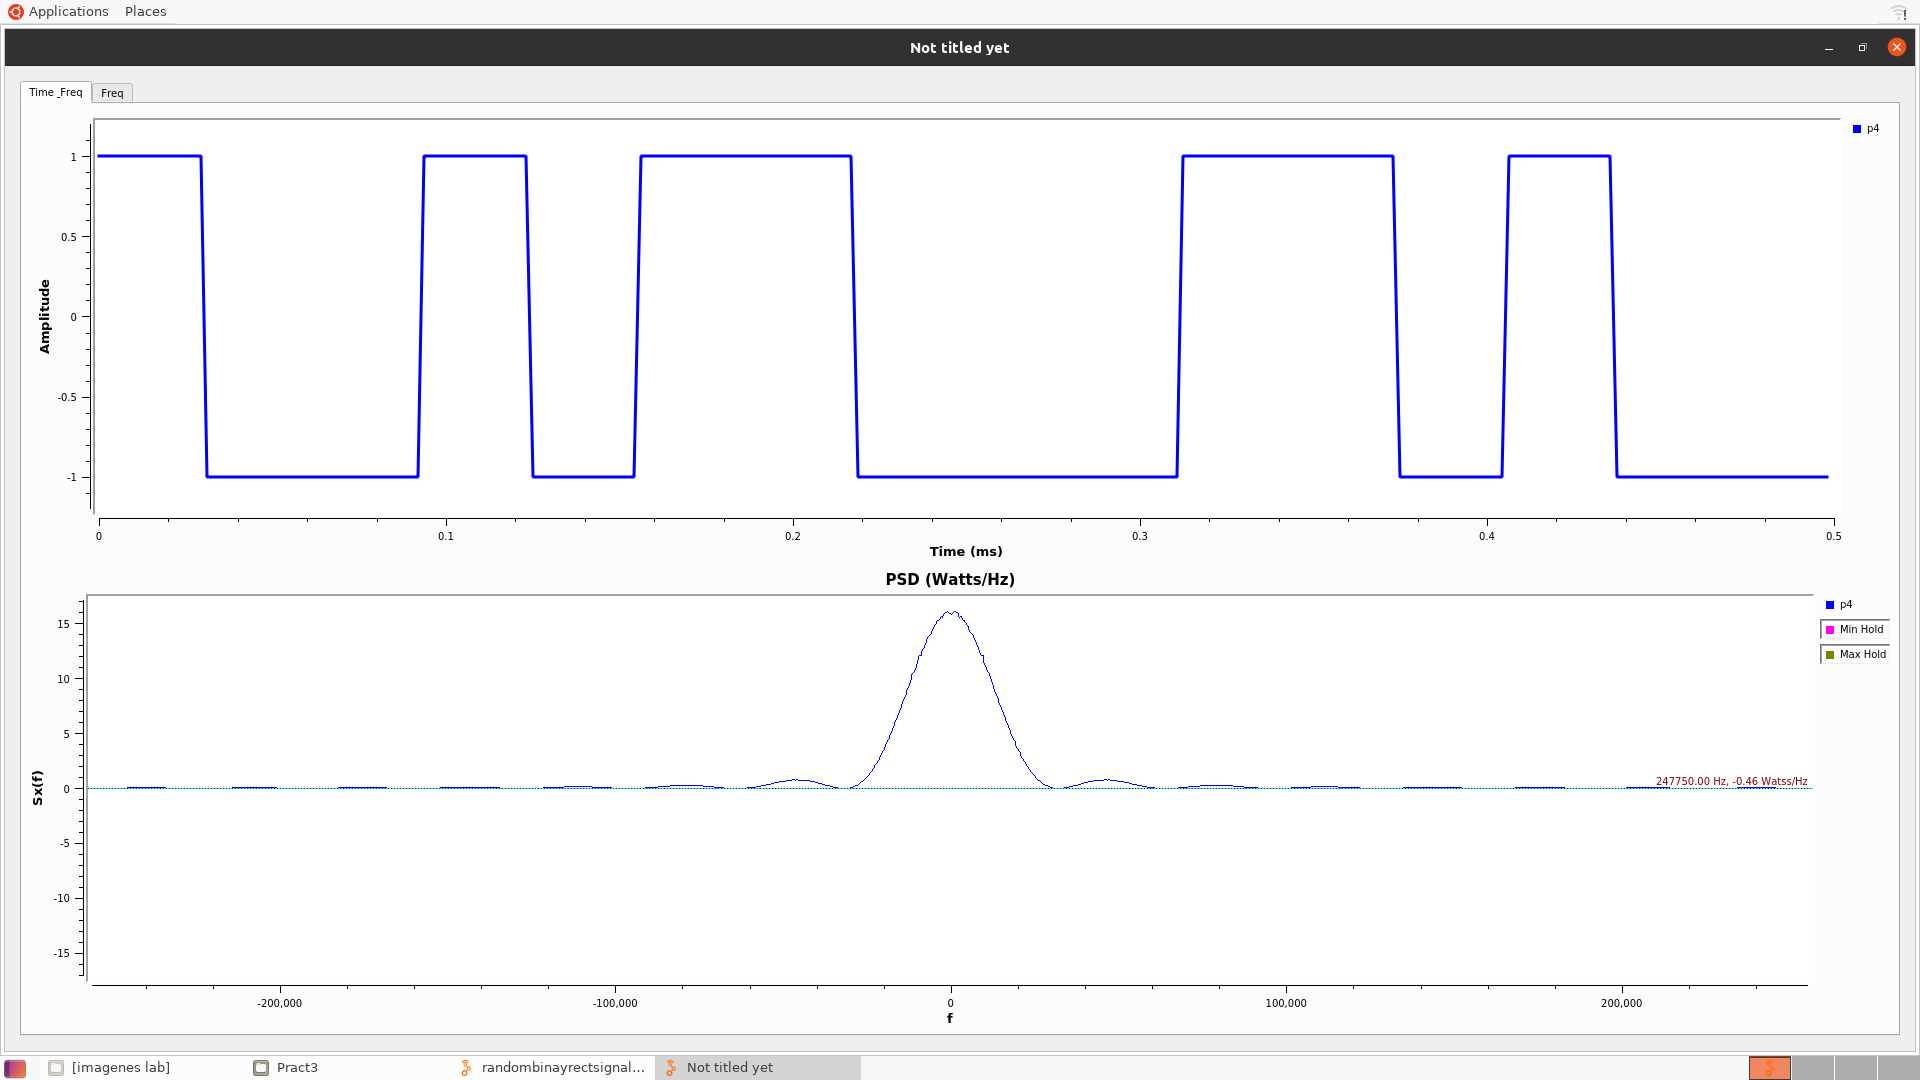 Applications Places
Not titled yet
Time _Freq Freq
p4
1
0.5
0
-0.5
-1
Amplitude
0 0.1 0.2 0.3 0.4 0.5
Time (ms)
PSD (Watts/Hz)
p4
Min Hold
Max Hold
15
10
5
0
-5
-10
-15
Sx(f)
247750.00 Hz, -0.46 Watss/Hz
-200,000 -100,000 0 100,000 200,000
f
[imagenes lab] Pract3 randombinayrectsignal... Not titled yet